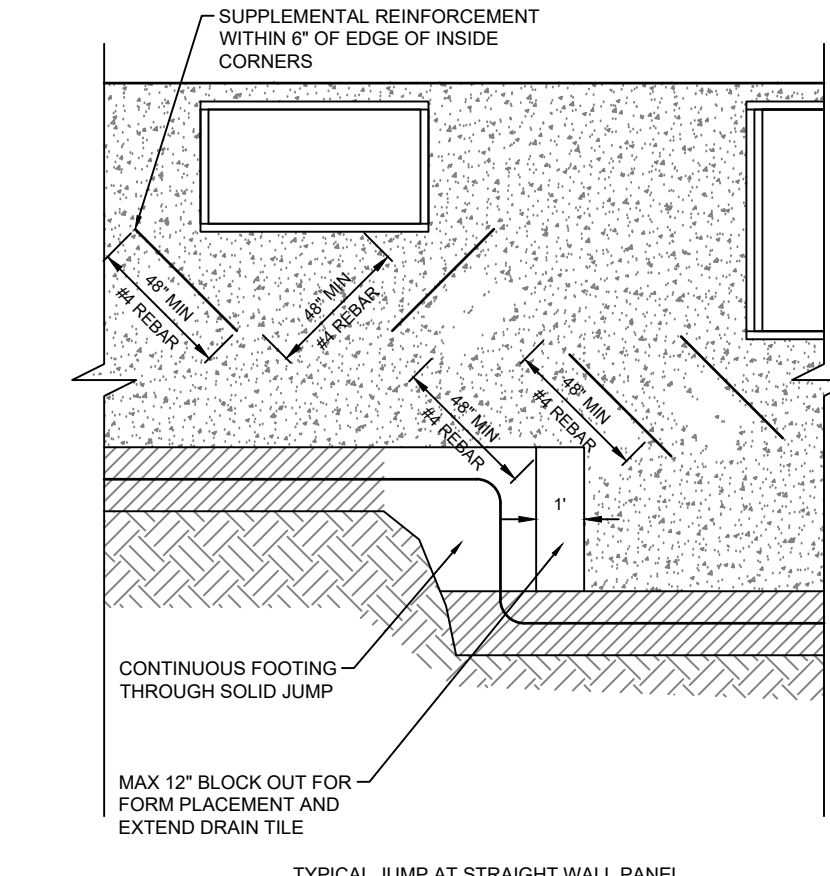 SUPPLEMENTAL REINFORCEMENT
WITHIN 6" OF EDGE OF INSIDE
CORNERS
48" MIN
#4 REBAR
48" MIN
#4 REBAR
48" MIN
#4 REBAR
48" MIN
#4 REBAR
1'
CONTINUOUS FOOTING
THROUGH SOLID JUMP
MAX 12" BLOCK OUT FOR
FORM PLACEMENT AND
EXTEND DRAIN TILE
TYPICAL JUMP AT STRAIGHT WALL PANEL